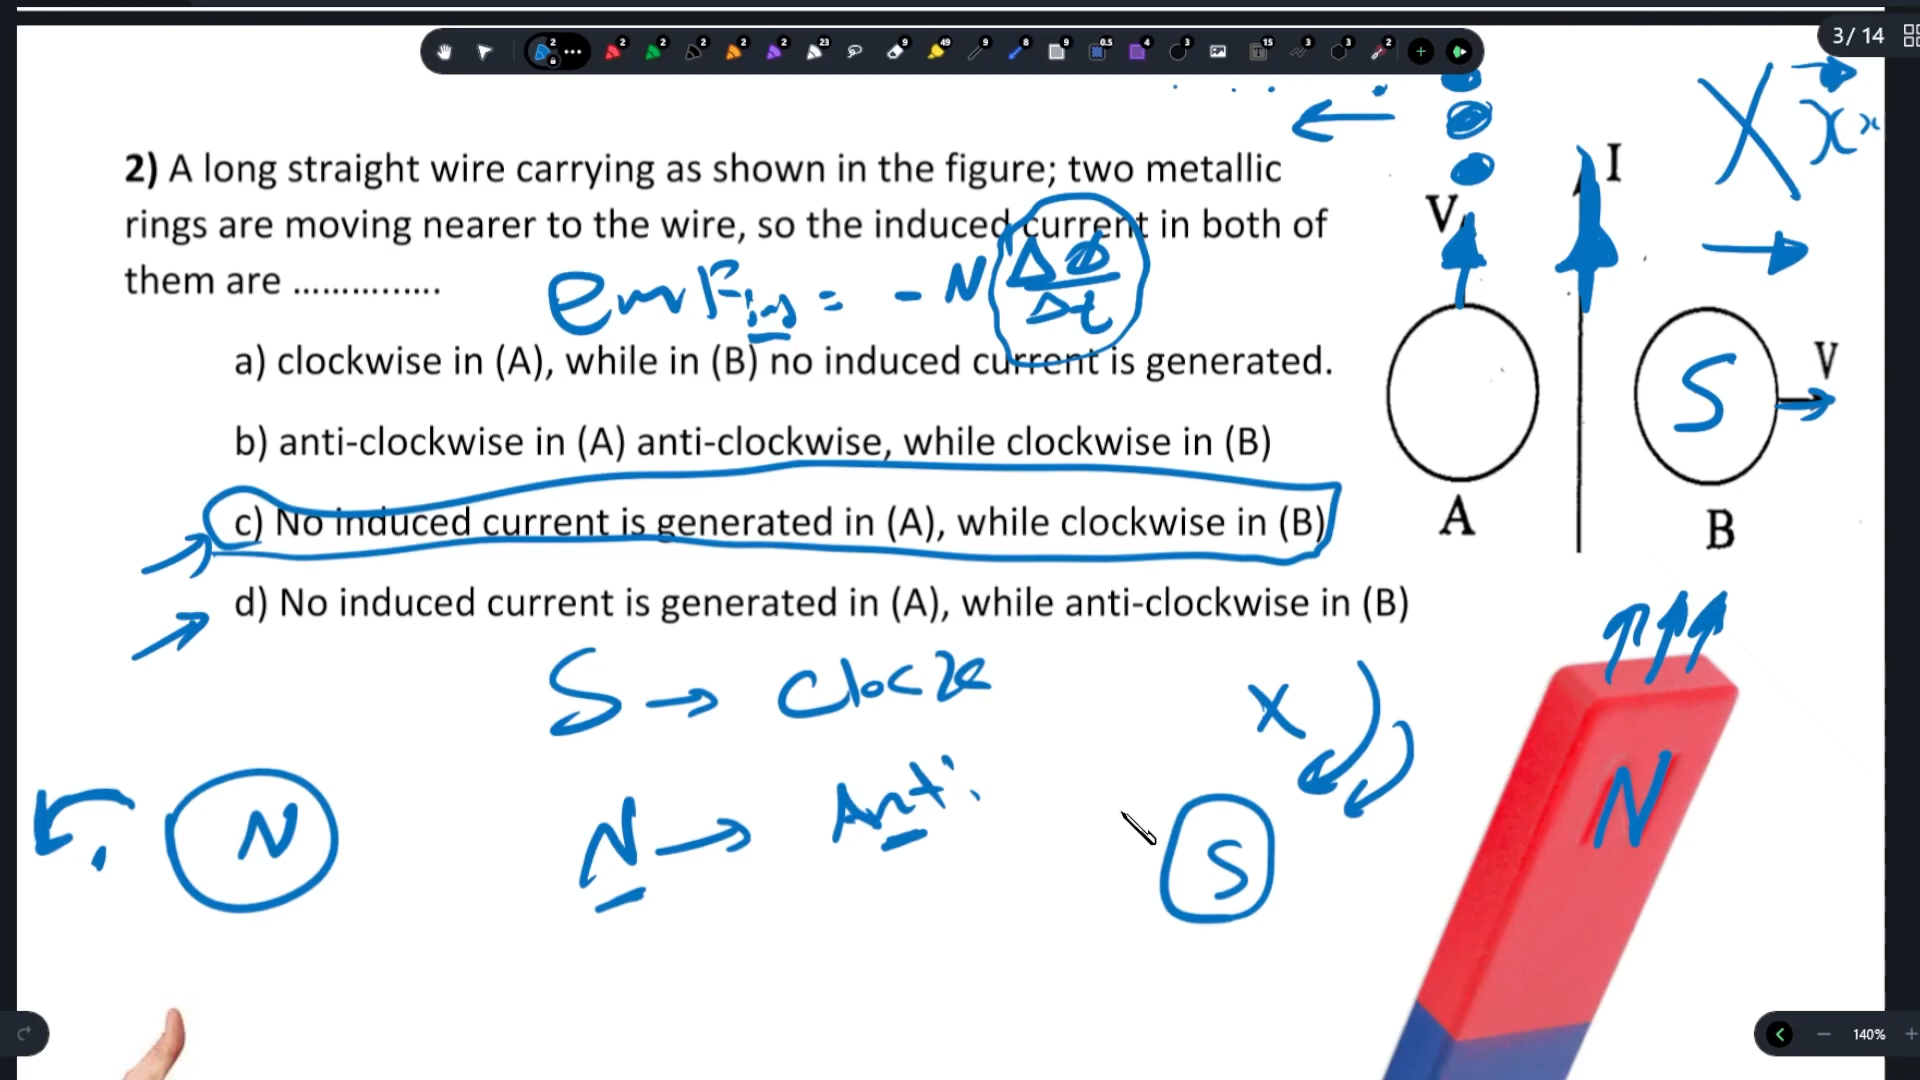 3/ 14
2) A long straight wire carrying as shown in the figure; two metallic
rings are moving nearer to the wire, so the induced current in both of
them are ...............
emf in = - N Δϕ/Δt
a) clockwise in (A), while in (B) no induced current is generated.
b) anti-clockwise in (A) anti-clockwise, while clockwise in (B)
c) No induced current is generated in (A), while clockwise in (B)
d) No induced current is generated in (A), while anti-clockwise in (B)
X x x
I
V
S V
A B
S → Clock
N → Anti
N
X
S
N
140%